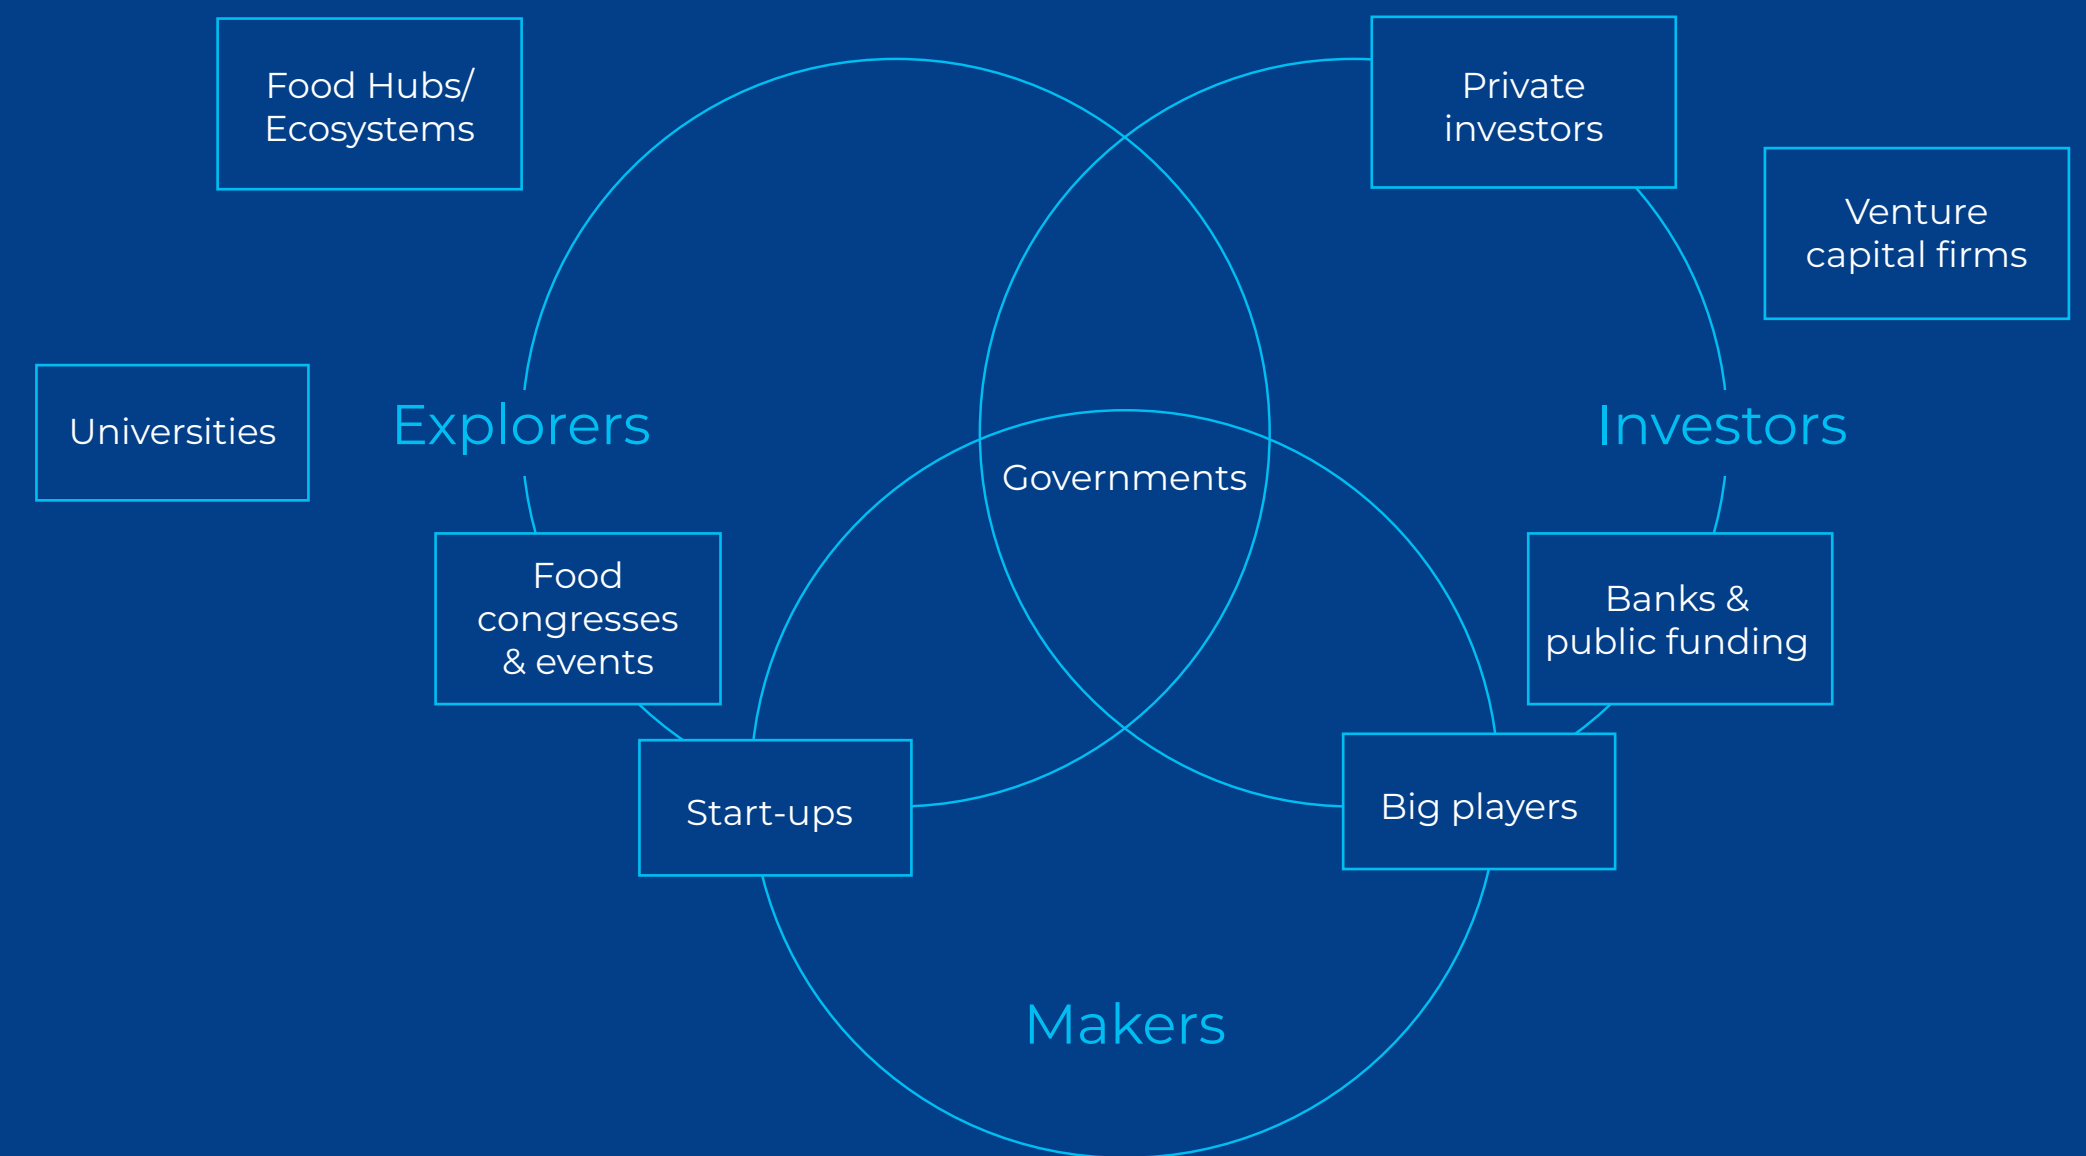 Food Hubs/
Ecosystems
Private
investors
Venture
capital firms
Universities
Explorers
Investors
Governments
Food
congresses
& events
Banks &
public funding
Start-ups
Big players
Makers